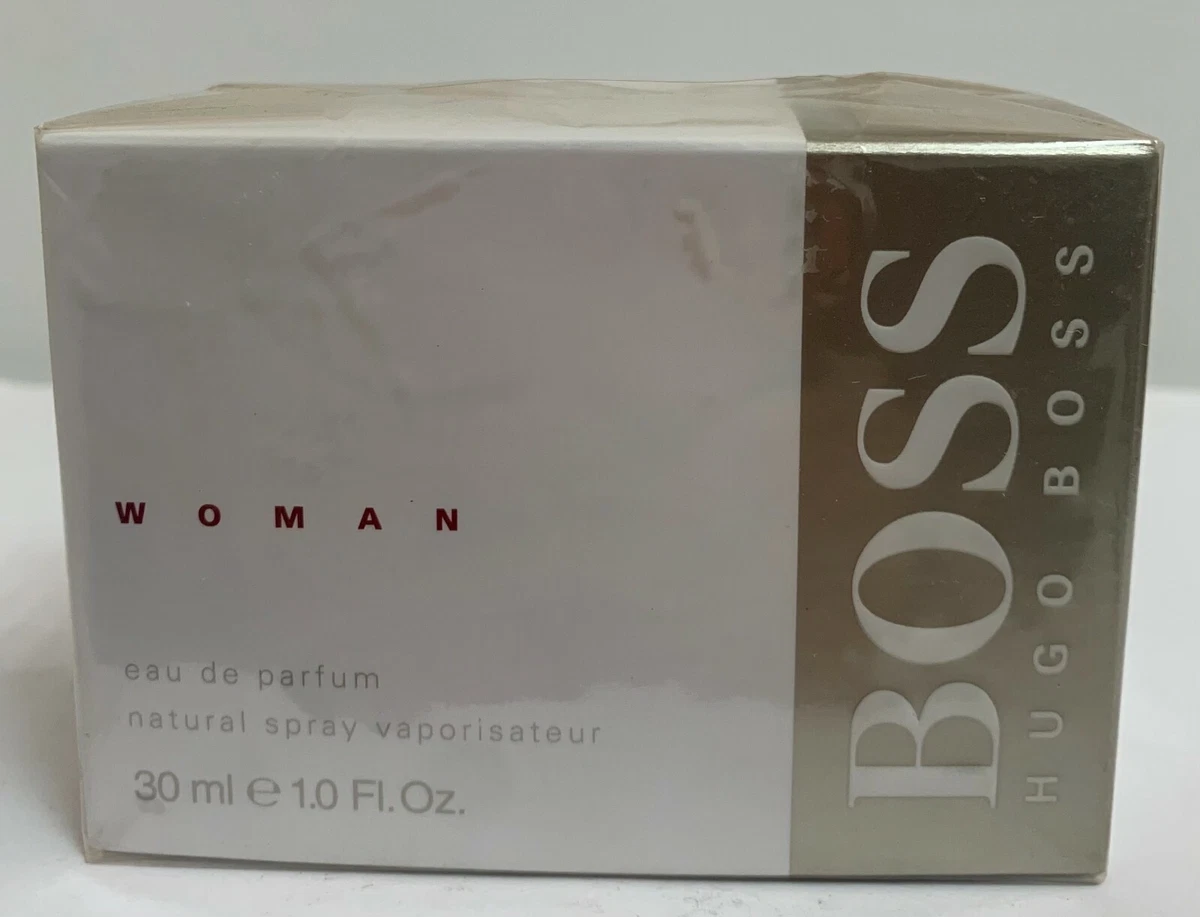 WOMAN
eau de parfum
natural spray vaporisateur
30 ml e 1.0 Fl.Oz.
BOSS
HUGO BOSS